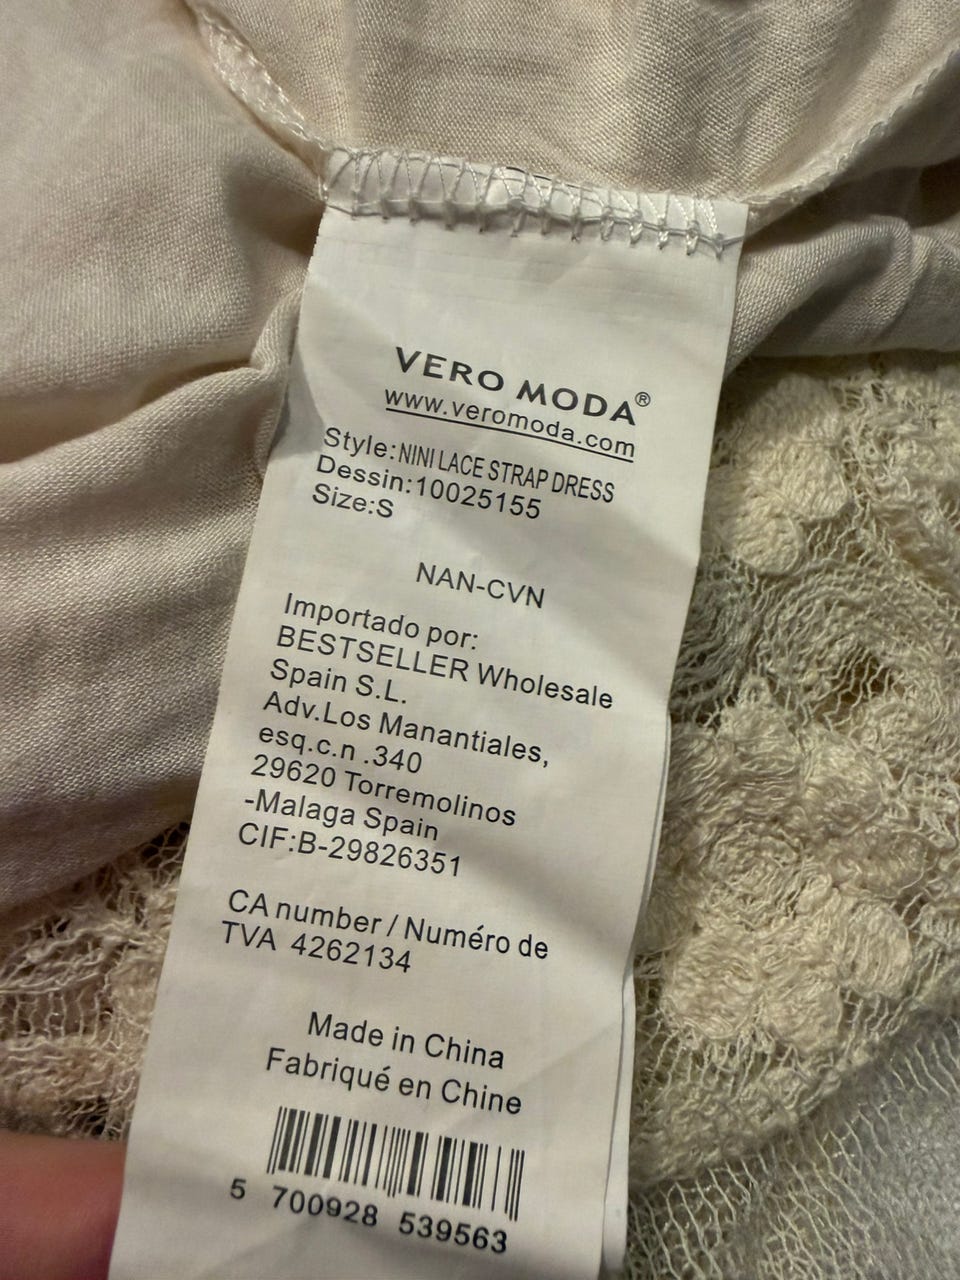 VERO MODA®
www.veromoda.com
Style:NINI LACE STRAP DRESS
Dessin:10025155
Size:S
NAN-CVN
Importado por:
BESTSELLER Wholesale
Spain S.L.
Adv.Los Manantiales,
esq.c.n .340
29620 Torremolinos
-Malaga Spain
CIF:B-29826351
CA number / Numéro de
TVA 4262134
Made in China
Fabriqué en Chine
5 700928 539563